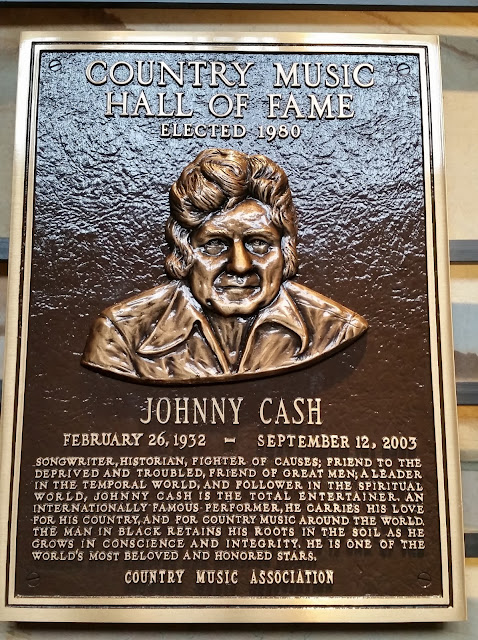 COUNTRY MUSIC
HALL OF FAME
ELECTED 1980
JOHNNY CASH
FEBRUARY 26, 1932 – SEPTEMBER 12, 2003
SONGWRITER, HISTORIAN, FIGHTER OF CAUSES; FRIEND TO THE
DEPRIVED AND TROUBLED, FRIEND OF GREAT MEN; A LEADER
IN THE TEMPORAL WORLD, AND FOLLOWER IN THE SPIRITUAL
WORLD, JOHNNY CASH IS THE TOTAL ENTERTAINER. AN
INTERNATIONALLY FAMOUS PERFORMER, HE CARRIES HIS LOVE
FOR HIS COUNTRY, AND FOR COUNTRY MUSIC AROUND THE WORLD.
THE MAN IN BLACK RETAINS HIS ROOTS IN THE SOIL AS HE
GROWS IN CONSCIENCE AND INTEGRITY. HE IS ONE OF THE
WORLD'S MOST BELOVED AND HONORED STARS.
COUNTRY MUSIC ASSOCIATION